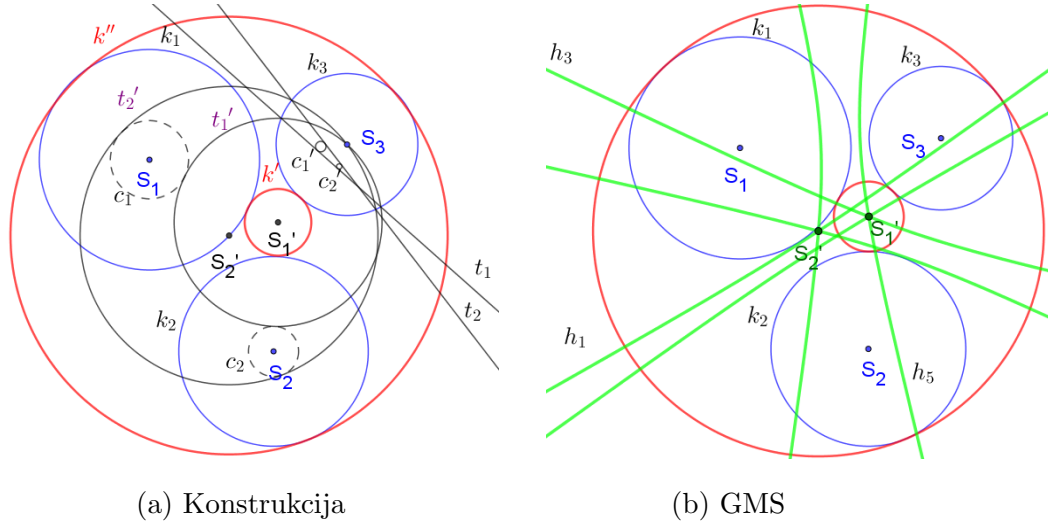 k''
k₁
k₃
t₂'
t₁'
S₃
c₁'
c₂'
S₁
c₁
k'
S₁'
S₂'
t₁
t₂
k₂
c₂
S₂
(a) Konstrukcija
k₁
h₃
k₃
S₁
S₃
S₁'
S₂'
k₂
h₁
S₂
h₅
(b) GMS